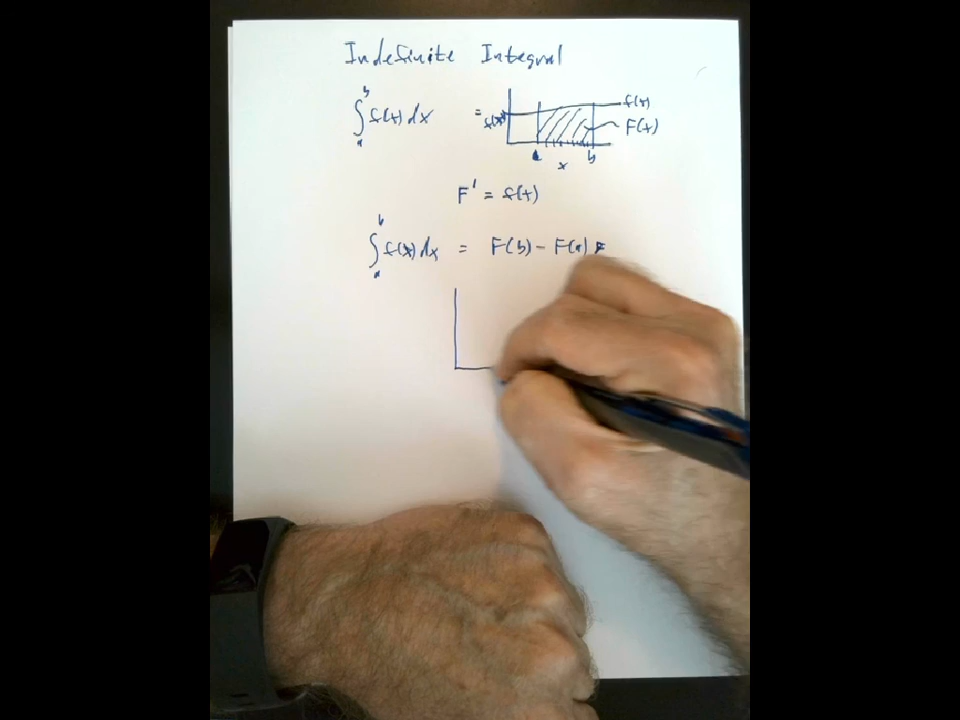 Indefinite Integral
∫ₐᵇ f(x) dx = f(x) f(x) F(x)
a x b
F' = f(x)
∫ₐᵇ f(x) dx = F(b) - F(a)